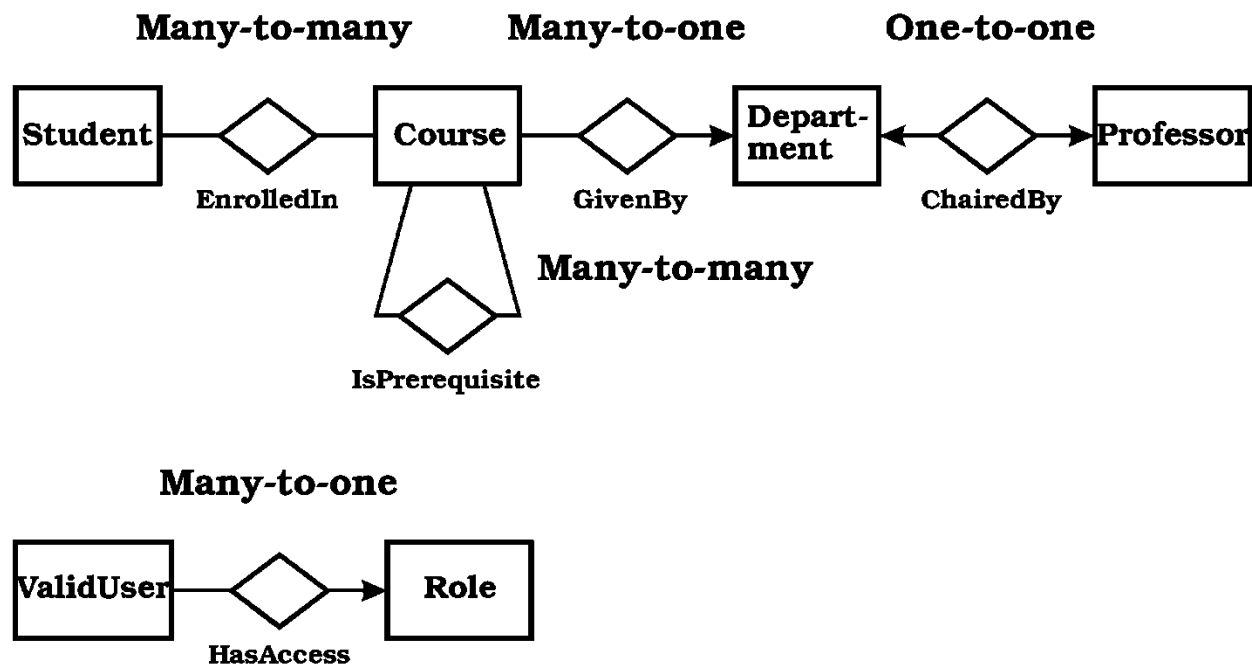 Many-to-many Many-to-one One-to-one
Student Course Depart-
ment Professor
EnrolledIn GivenBy ChairedBy
Many-to-many
IsPrerequisite
Many-to-one
ValidUser Role
HasAccess